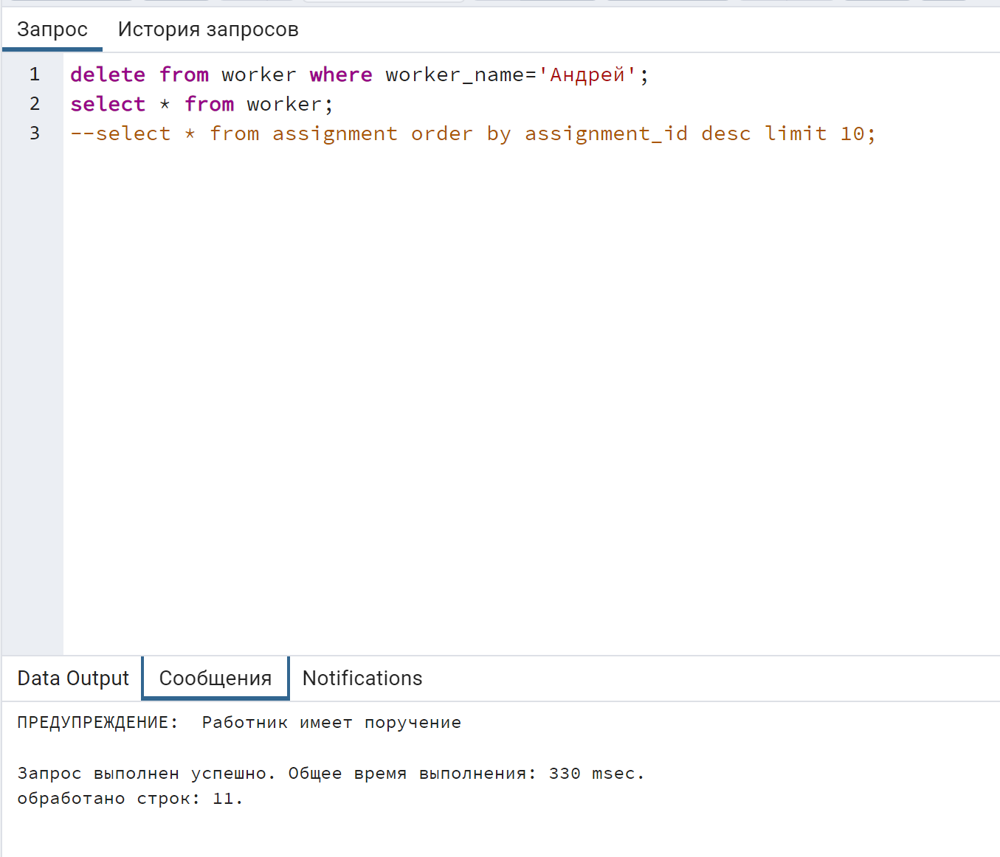 Запрос История запросов
1 delete from worker where worker_name='Андрей';
2 select * from worker;
3 --select * from assignment order by assignment_id desc limit 10;
Data Output Сообщения Notifications
ПРЕДУПРЕЖДЕНИЕ: Работник имеет поручение
Запрос выполнен успешно. Общее время выполнения: 330 msec.
обработано строк: 11.